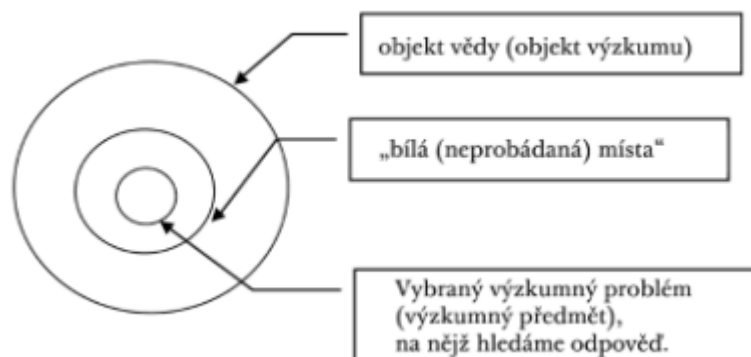 objekt vědy (objekt výzkumu)
„bílá (neprobádaná) místa“
Vybraný výzkumný problém
(výzkumný předmět),
na nějž hledáme odpověď.